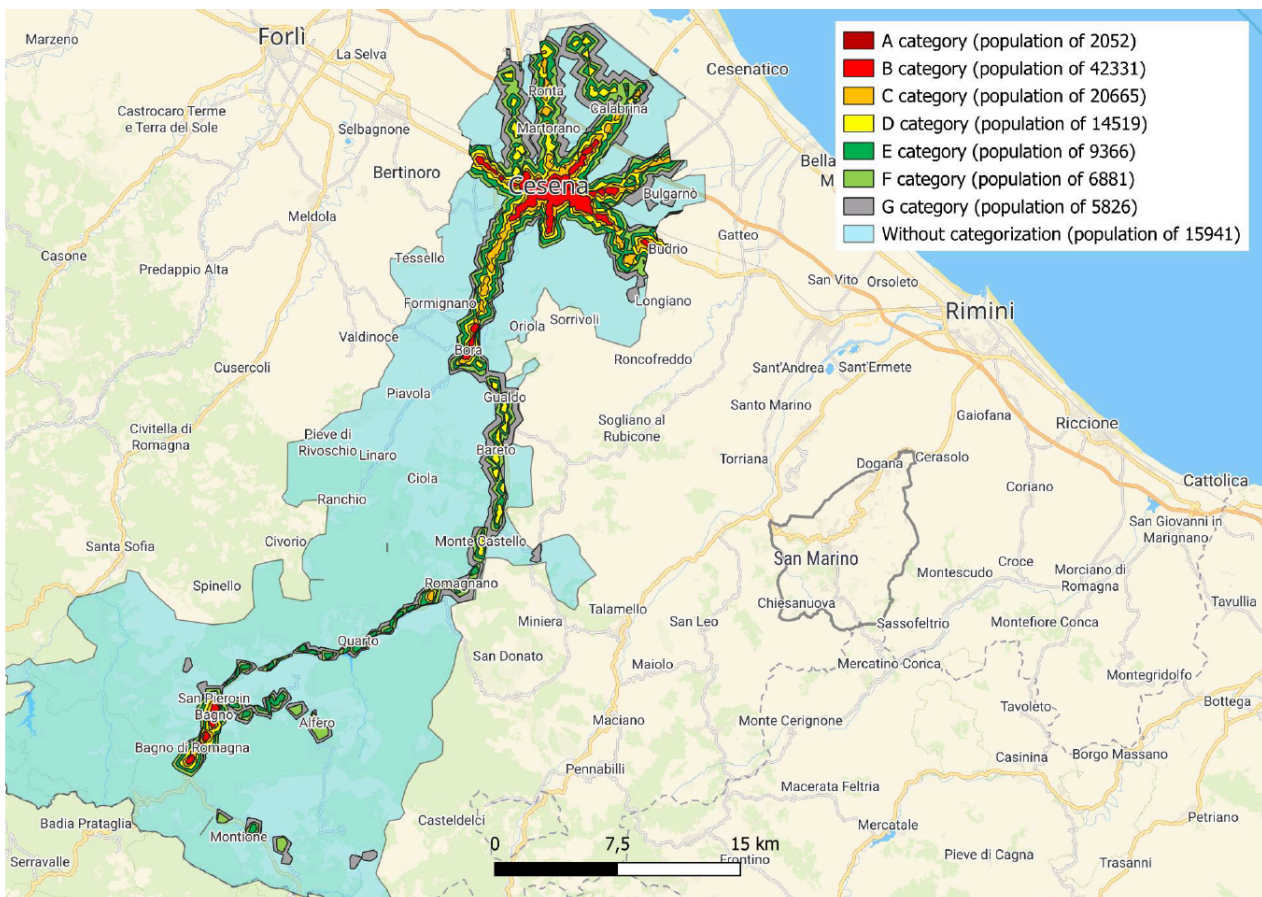 Marzeno
Forlì
La Selva
Castrocaro Terme
e Terra del Sole
Selbagnone
Bertinoro
Meldola
Casone
Predappio Alta
Tessello
Formignano
Valdinoce
Cusercoli
Civitella di
Romagna
Piavola
Pieve di
Rivoschio
Linaro
Ciola
Ranchio
Santa Sofia
Civorio
Spinello
Ronta
Calabrina
Martorano
Cesena
Bulgarnò
Budrio
Longiano
Oriola
Sorrivoli
Bora
Gualdo
Roncofreddo
Bareto
Sogliano al
Rubicone
Monte Castello
Romagnano
Quarto
San Piero in
Bagno
Alfero
Bagno di Romagna
Montione
Badia Prataglia
Serravalle
Cesenatico
Bella
M
Gatteo
San Vito
Orsoleto
Rimini
Sant'Andrea
Sant'Ermete
Santo Marino
Gaiofana
Riccione
Torriana
Dogana
Cerasolo
Coriano
Cattolica
San Giovanni in
Marignano
San Marino
Montescudo
Croce
Morciano di
Romagna
Chiesanuova
Tavullia
Talamello
San Leo
Sassofeltrio
Montefiore Conca
Miniera
San Donato
Maiolo
Mercatino Conca
Montegridolfo
Maciano
Monte Cerignone
Tavoleto
Bottega
Pennabilli
Casinina
Borgo Massano
Macerata Feltria
Casteldelci
Mercatale
Petriano
Frontino
Pieve di Cagna
Trasanni
A category (population of 2052)
B category (population of 42331)
C category (population of 20665)
D category (population of 14519)
E category (population of 9366)
F category (population of 6881)
G category (population of 5826)
Without categorization (population of 15941)
0 7,5 15 km